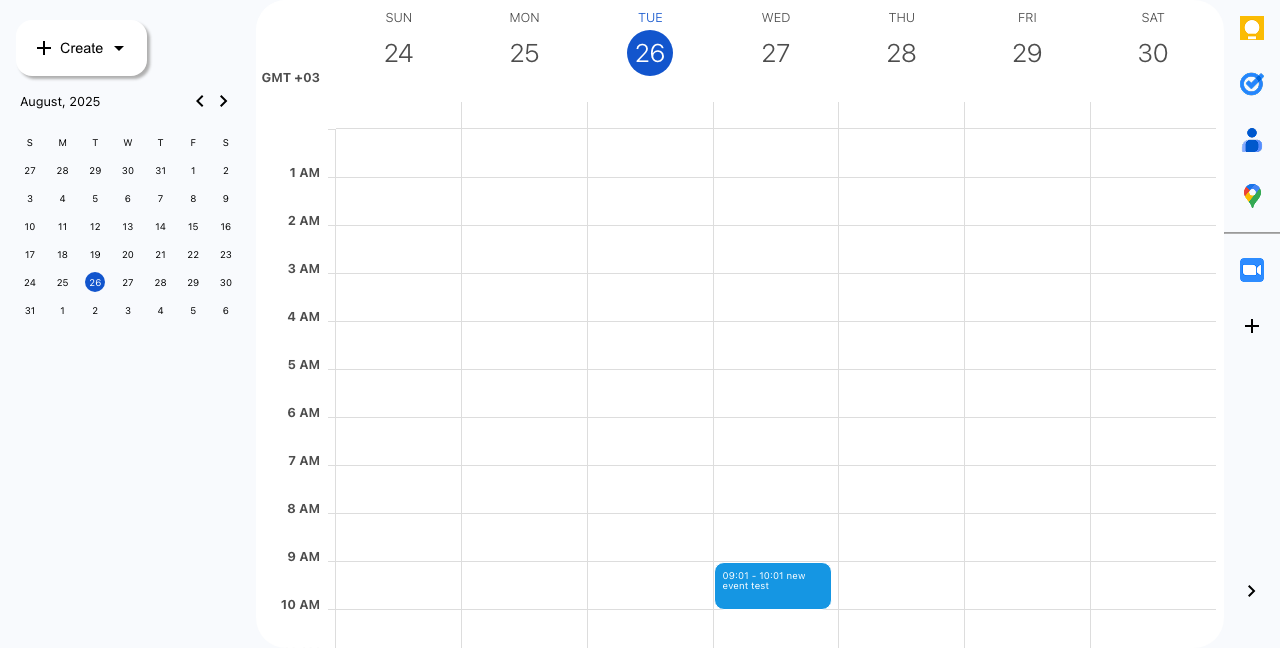 Create
August, 2025
S M T W T F S
27 28 29 30 31 1 2
3 4 5 6 7 8 9
10 11 12 13 14 15 16
17 18 19 20 21 22 23
24 25 26 27 28 29 30
31 1 2 3 4 5 6
SUN MON TUE WED THU FRI SAT
24 25 26 27 28 29 30
GMT +03
1 AM
2 AM
3 AM
4 AM
5 AM
6 AM
7 AM
8 AM
9 AM
09:01 - 10:01 new
event test
10 AM